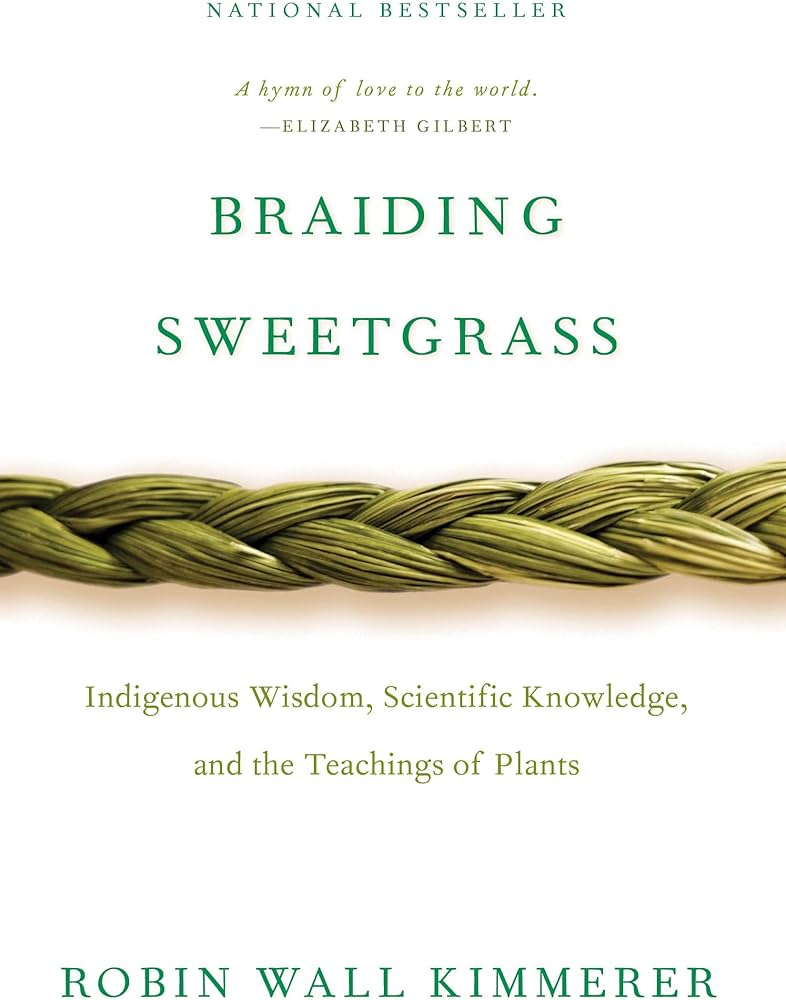 NATIONAL BESTSELLER
A hymn of love to the world.
—ELIZABETH GILBERT
BRAIDING
SWEETGRASS
Indigenous Wisdom, Scientific Knowledge,
and the Teachings of Plants
ROBIN WALL KIMMERER